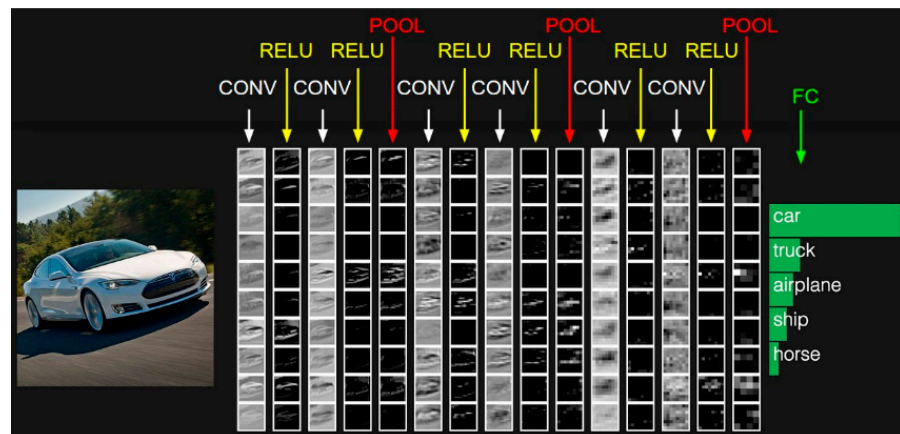 POOL POOL POOL
RELU RELU RELU RELU RELU RELU
CONV CONV CONV CONV CONV CONV
FC
car
truck
airplane
ship
horse